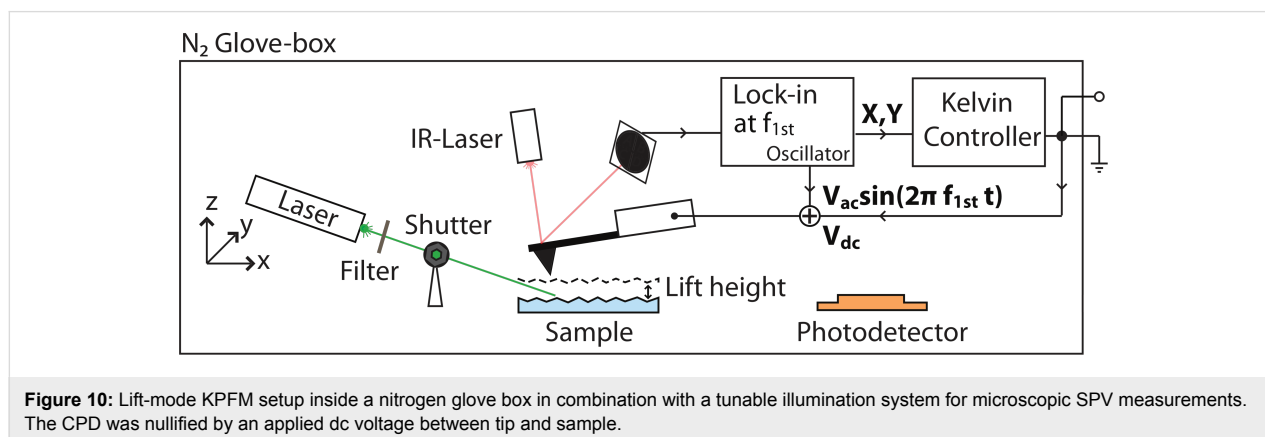 N₂ Glove-box
IR-Laser
Lock-in
at f1st
Oscillator
X,Y
Kelvin
Controller
Vac sin(2π f1st t)
Vdc
Laser
z
y
x
Filter
Shutter
Lift height
Sample
Photodetector
Figure 10: Lift-mode KPFM setup inside a nitrogen glove box in combination with a tunable illumination system for microscopic SPV measurements.
The CPD was nullified by an applied dc voltage between tip and sample.